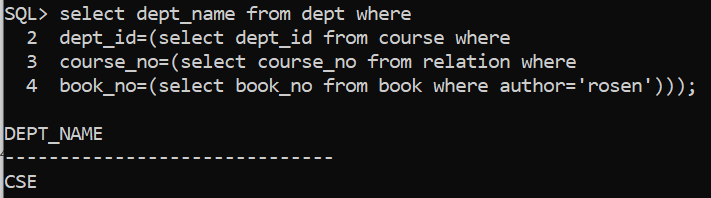 SQL> select dept_name from dept where
  2  dept_id=(select dept_id from course where
  3  course_no=(select course_no from relation where
  4  book_no=(select book_no from book where author='rosen')));
DEPT_NAME
------------------------------
CSE